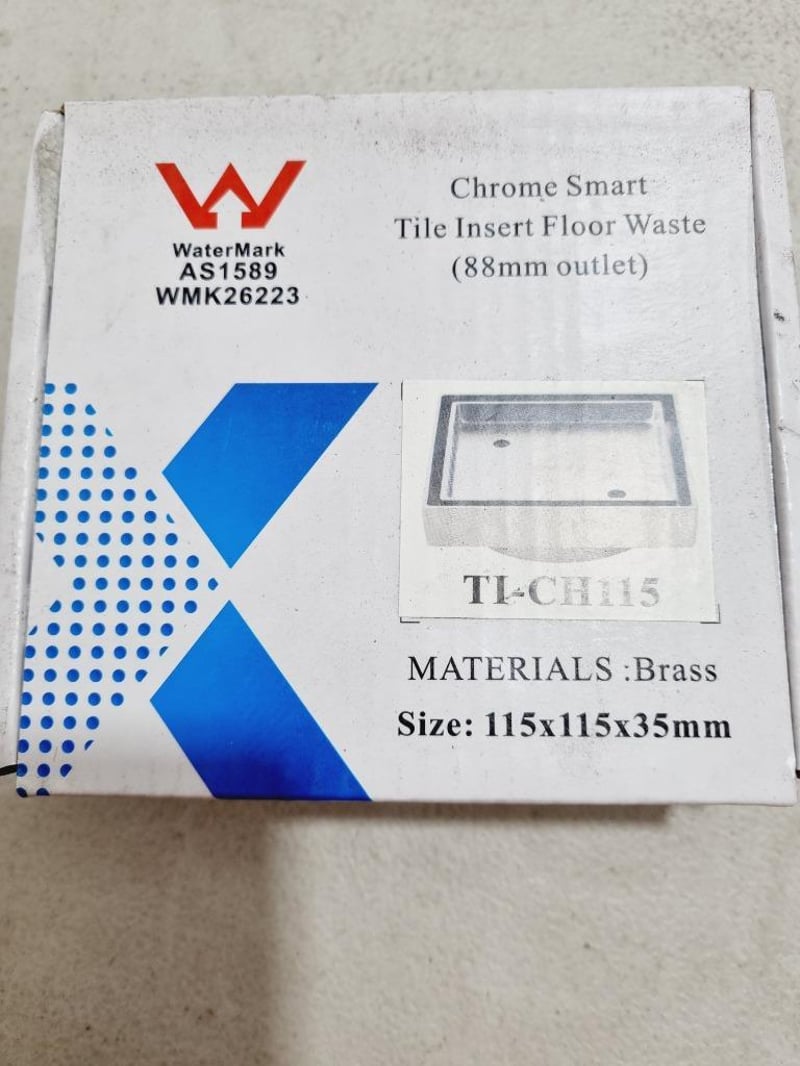 WaterMark
AS1589
WMK26223
Chrome Smart
Tile Insert Floor Waste
(88mm outlet)
TI-CH115
MATERIALS :Brass
Size: 115x115x35mm